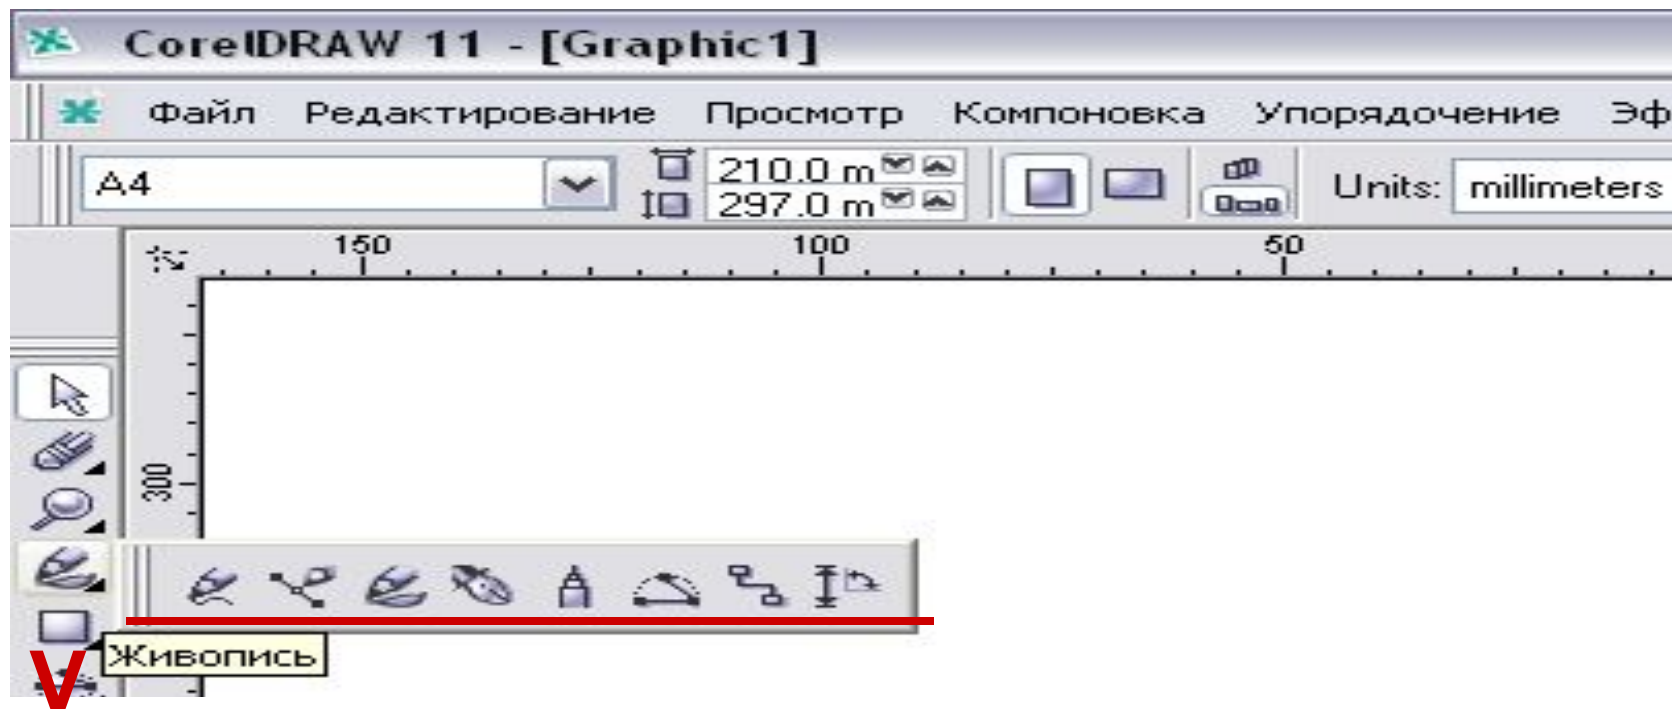 CorelDRAW 11 - [Graphic1]
Файл Редактирование Просмотр Компоновка Упорядочение Эф
A4 210.0 m Units: millimeters
297.0 m
150 100 50
300
Живопись
V